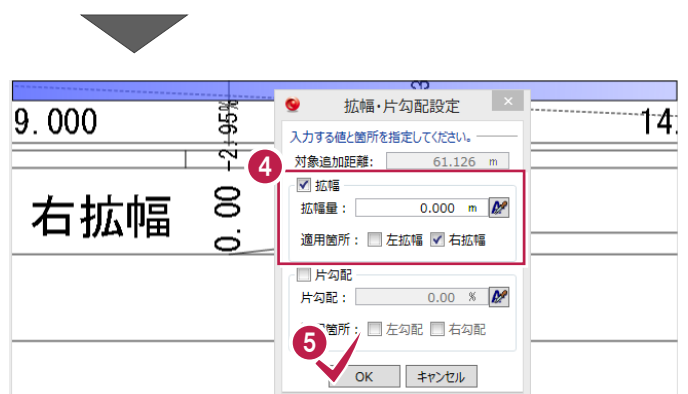 9.000
-2.95%
3
14.
右拡幅
0.00
拡幅・片勾配設定
入力する値と箇所を指定してください。
対象追加距離: 61.126 m
4
拡幅
拡幅量: 0.000 m
適用箇所: 左拡幅 右拡幅
片勾配
片勾配: 0.00 %
箇所: 左勾配 右勾配
5
OK キャンセル